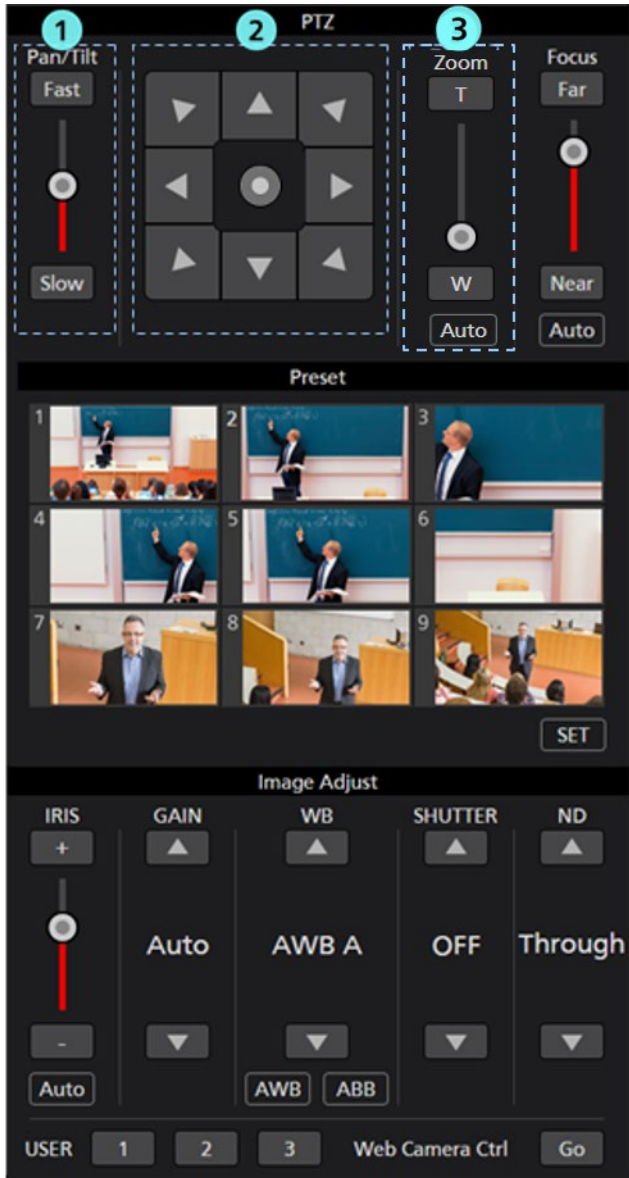 1 2 3
PTZ
Pan/Tilt Zoom Focus
Fast T Far
Slow W Near
Auto Auto
Preset
1 2 3
4 5 6
7 8 9
SET
Image Adjust
IRIS GAIN WB SHUTTER ND
+
Auto AWB A OFF Through
-
Auto AWB ABB
USER 1 2 3 Web Camera Ctrl Go